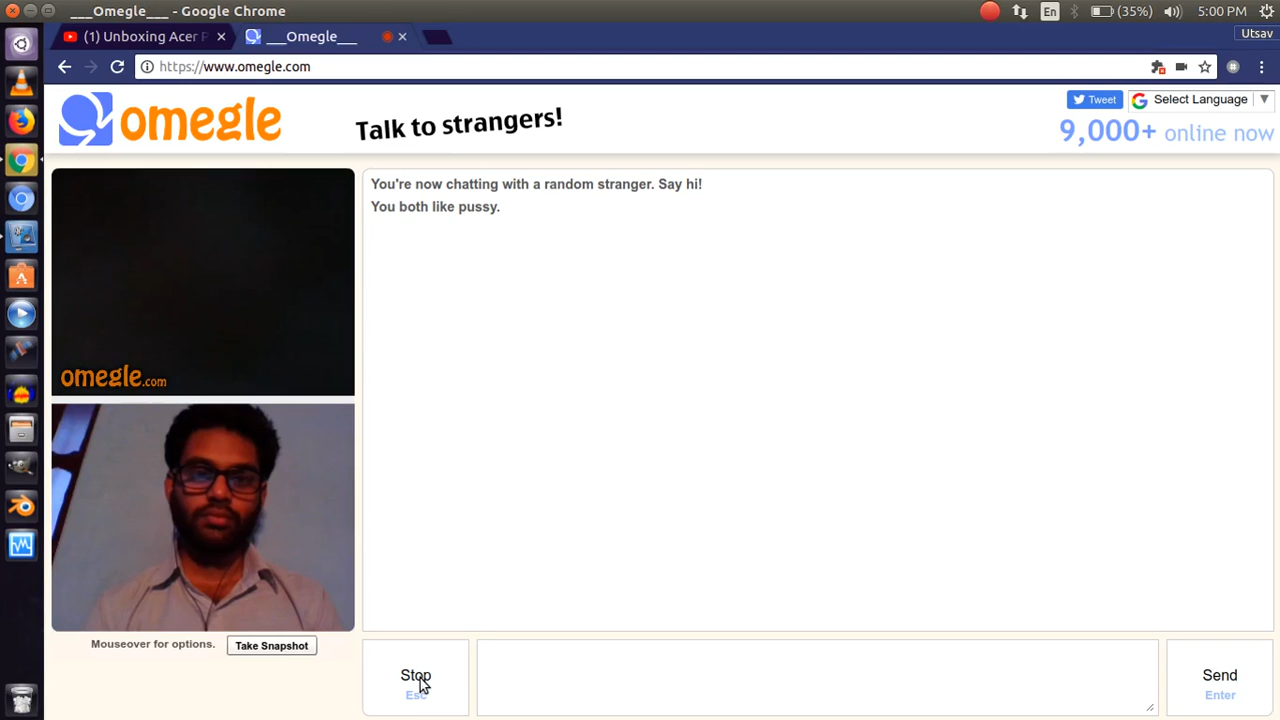 ___Omegle___ - Google Chrome
En
(35%)
5:00 PM
(1) Unboxing Acer P
___Omegle___
Utsav
https://www.omegle.com
omegle
Talk to strangers!
Tweet
Select Language
9,000+ online now
You're now chatting with a random stranger. Say hi!
You both like pussy.
omegle.com
Mouseover for options.
Take Snapshot
Stop
Esc
Send
Enter